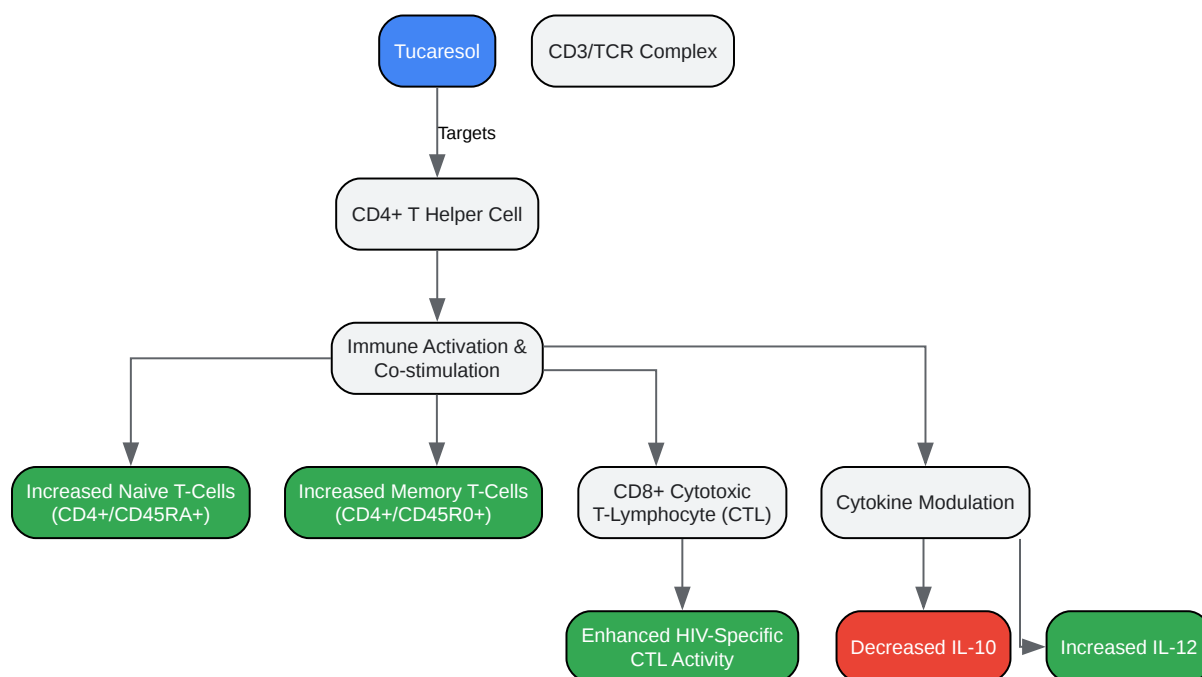 Tucaresol
CD3/TCR Complex
Targets
CD4+ T Helper Cell
Immune Activation &
Co-stimulation
Increased Naive T-Cells
(CD4+/CD45RA+)
Increased Memory T-Cells
(CD4+/CD45R0+)
CD8+ Cytotoxic
T-Lymphocyte (CTL)
Cytokine Modulation
Enhanced HIV-Specific
CTL Activity
Decreased IL-10
Increased IL-12